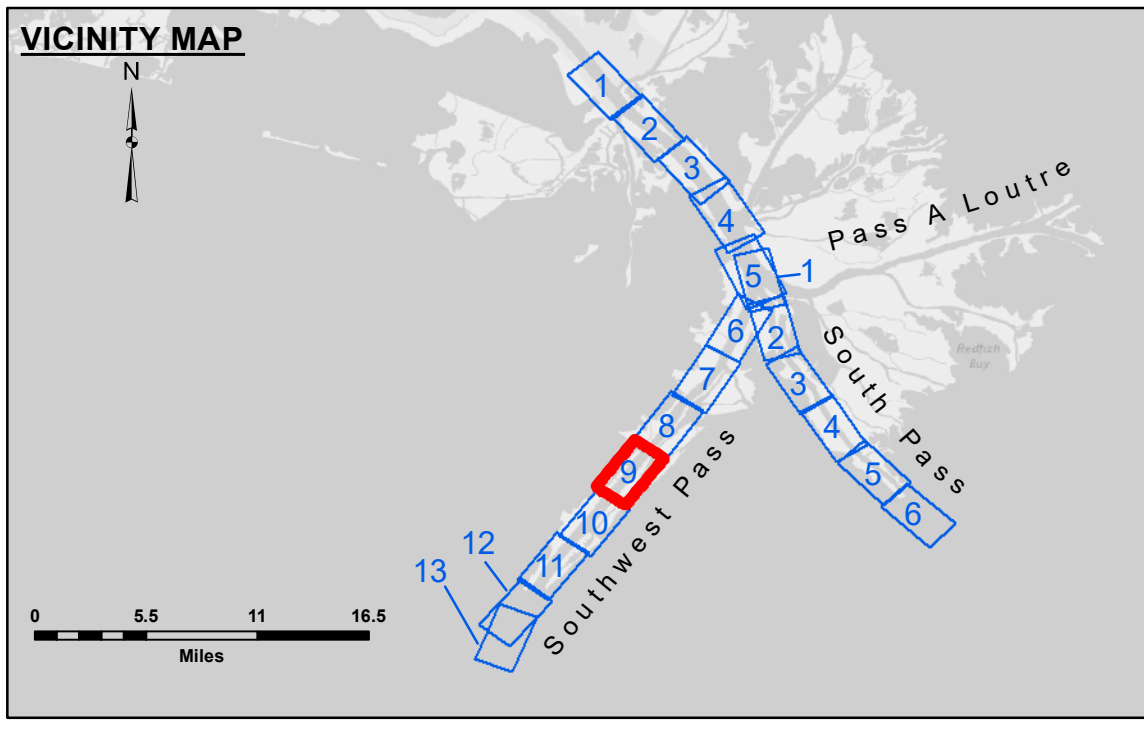 VICINITY MAP
N
1
2
3
4
5
1
Pass A Loutre
6
2
Redfish
Bay
7
3
South Pass
8
4
9
5
10
6
12
11
13
Southwest Pass
0 5.5 11 16.5
Miles